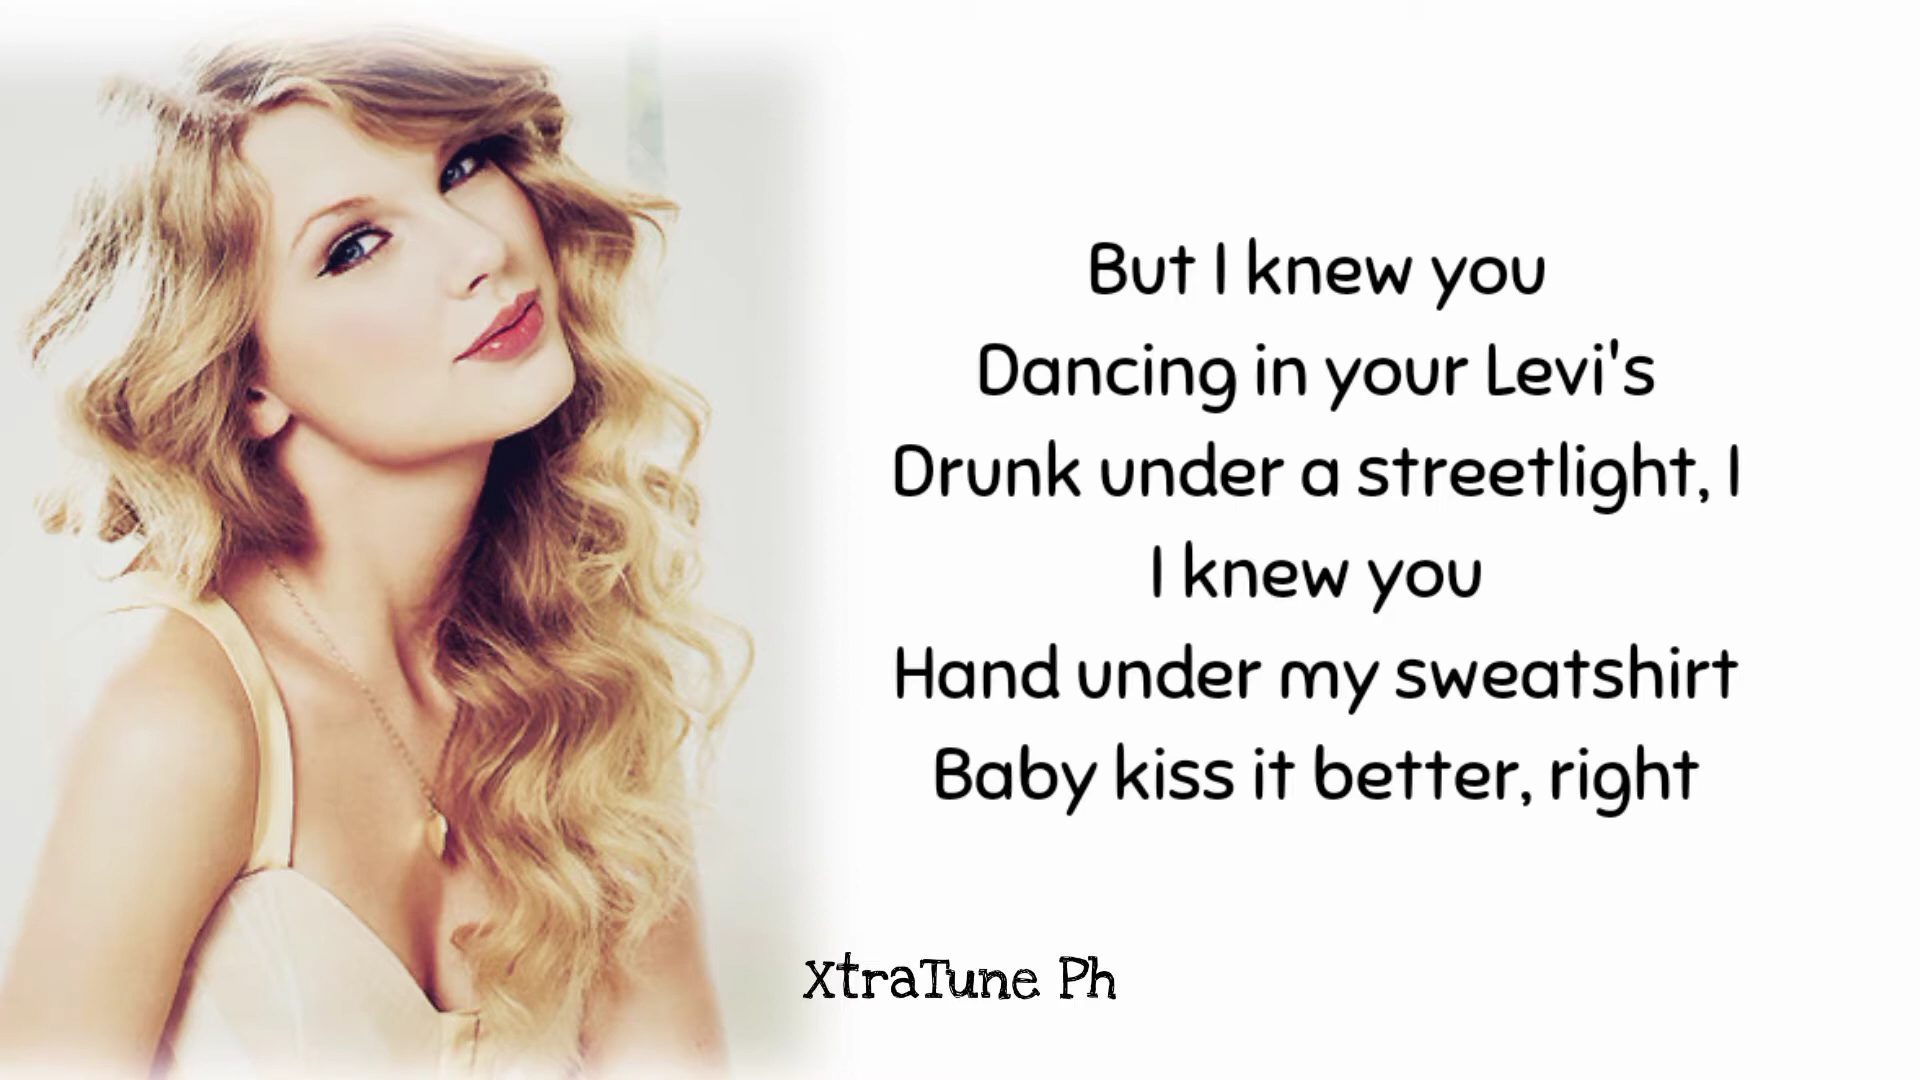 But I knew you
Dancing in your Levi's
Drunk under a streetlight, I
I knew you
Hand under my sweatshirt
Baby kiss it better, right
XtraTune Ph